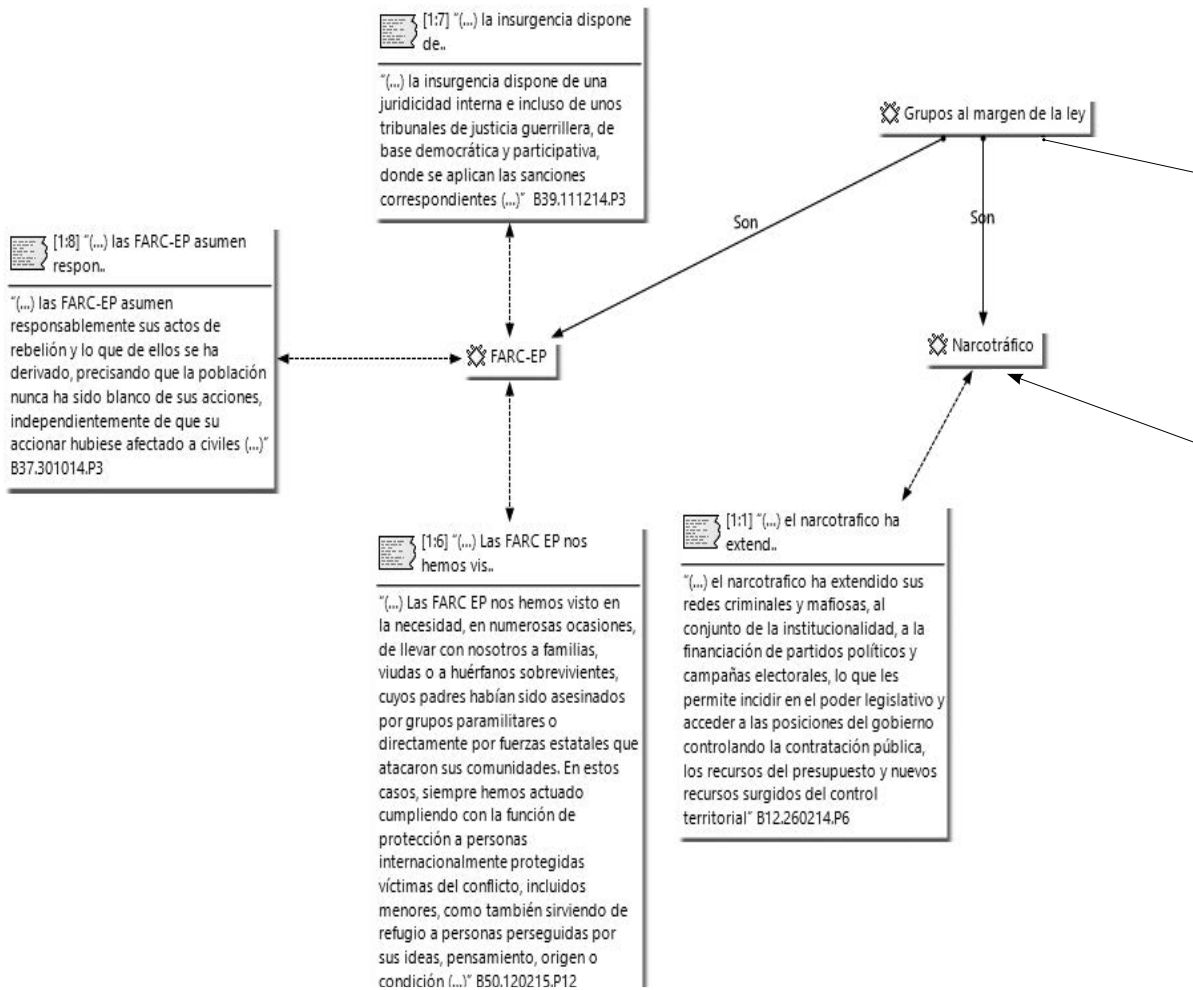 [1:7] “(...) la insurgencia dispone
de..
“(...) la insurgencia dispone de una
juridicidad interna e incluso de unos
tribunales de justicia guerrillera, de
base democrática y participativa,
donde se aplican las sanciones
correspondientes (...)” B39.111214.P3
Grupos al margen de la ley
Son
Son
[1:8] “(...) las FARC-EP asumen
respon..
“(...) las FARC-EP asumen
responsablemente sus actos de
rebelión y lo que de ellos se ha
derivado, precisando que la población
nunca ha sido blanco de sus acciones,
independientemente de que su
accionar hubiese afectado a civiles (...)”
B37.301014.P3
FARC-EP
Narcotráfico
[1:6] “(...) Las FARC EP nos
hemos vis..
“(...) Las FARC EP nos hemos visto en
la necesidad, en numerosas ocasiones,
de llevar con nosotros a familias,
viudas o a huérfanos sobrevivientes,
cuyos padres habían sido asesinados
por grupos paramilitares o
directamente por fuerzas estatales que
atacaron sus comunidades. En estos
casos, siempre hemos actuado
cumpliendo con la función de
protección a personas
internacionalmente protegidas
víctimas del conflicto, incluidos
menores, como también sirviendo de
refugio a personas perseguidas por
sus ideas, pensamiento, origen o
condición (...)” B50.120215.P12
[1:1] “(...) el narcotrafico ha
extend..
“(...) el narcotrafico ha extendido sus
redes criminales y mafiosas, al
conjunto de la institucionalidad, a la
financiación de partidos políticos y
campañas electorales, lo que les
permite incidir en el poder legislativo y
acceder a las posiciones del gobierno
controlando la contratación pública,
los recursos del presupuesto y nuevos
recursos surgidos del control
territorial” B12.260214.P6